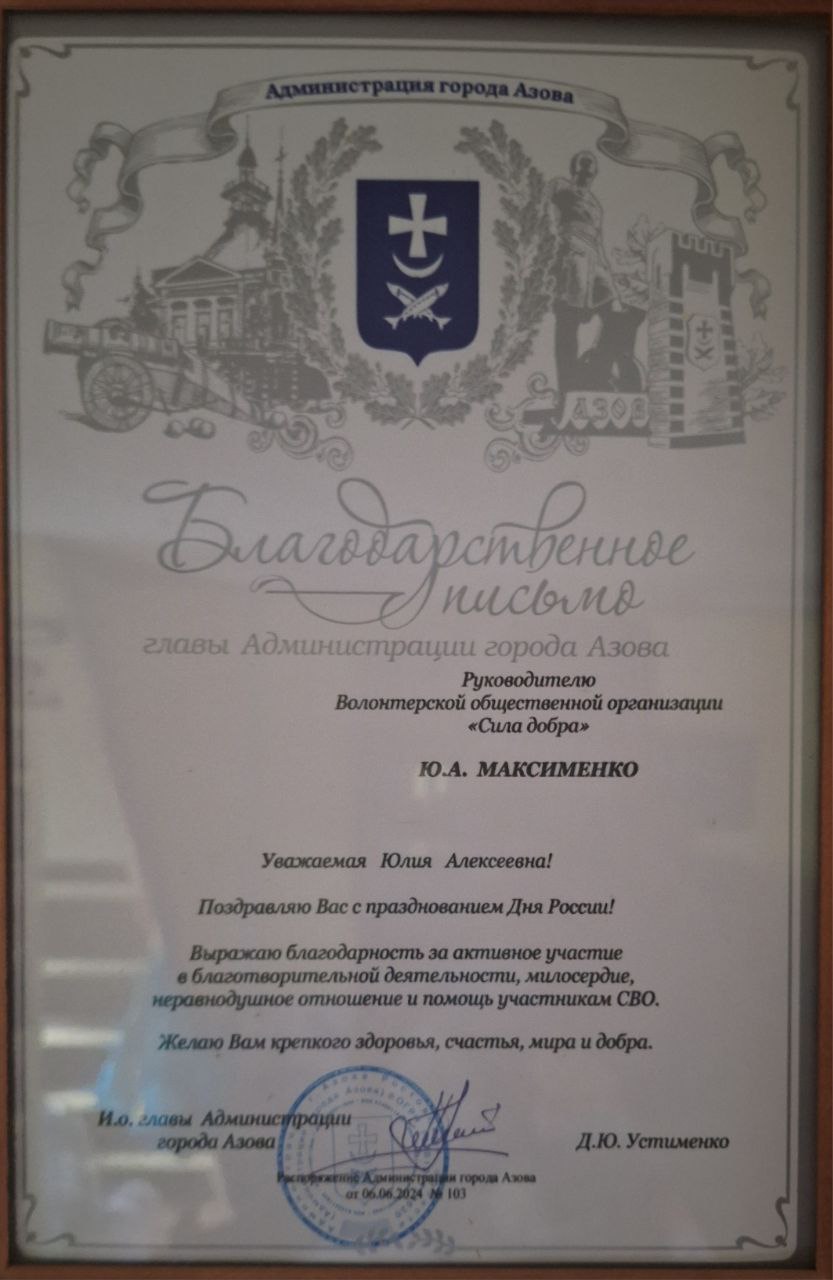 Администрация города Азова
АЗОВ
Благодарственное
письмо
главы Администрации города Азова
Руководителю
Волонтерской общественной организации
«Сила добра»
Ю.А. МАКСИМЕНКО
Уважаемая Юлия Алексеевна!
Поздравляю Вас с празднованием Дня России!
Выражаю благодарность за активное участие
в благотворительной деятельности, милосердие,
неравнодушное отношение и помощь участникам СВО.
Желаю Вам крепкого здоровья, счастья, мира и добра.
И.о. главы Администрации
города Азова
Д.Ю. Устименко
Распоряжение Администрации города Азова
от 06.06.2024 № 103